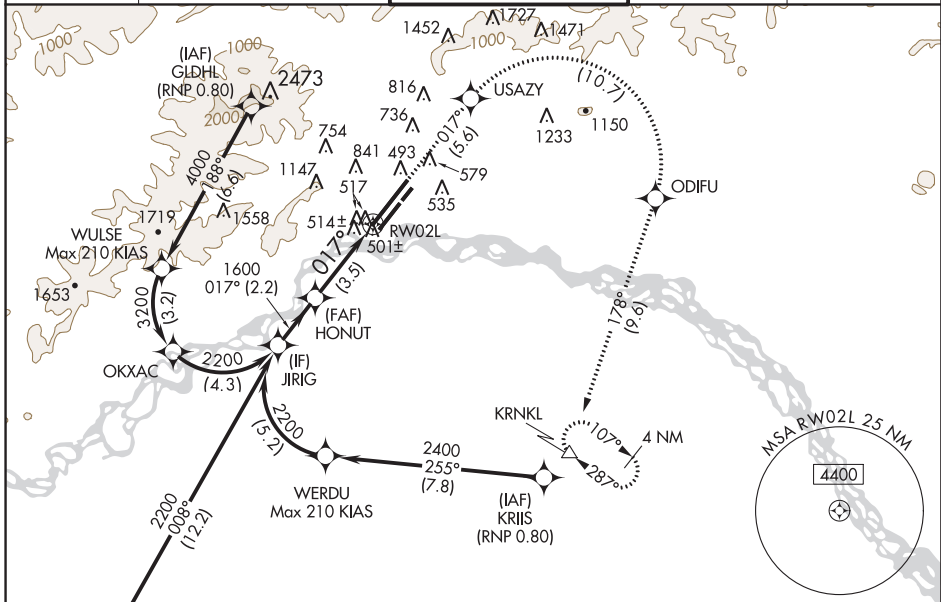 1452
1727
1471
1000
1000
1000
(IAF)
GLDHL
(RNP 0.80)
2473
2000
816
USAZY
(10.7)
736
1233
1150
754
017°
(5.6)
841
493
579
1147
517
535
4000
188°
(6.6)
ODIFU
1719
1558
514±
RW02L
501±
WULSE
Max 210 KIAS
017°
1600
017° (2.2)
(3.5)
1653
3200
(3.2)
(FAF)
HONUT
178°
(9.6)
OKXAC
2200
(4.3)
(IF)
JIRIG
2200
(5.2)
KRNKL
107°
4 NM
287°
MSA RW02L 25 NM
4400
2400
255°
(7.8)
WERDU
Max 210 KIAS
(IAF)
KRIIS
(RNP 0.80)
2200
008°
(12.2)